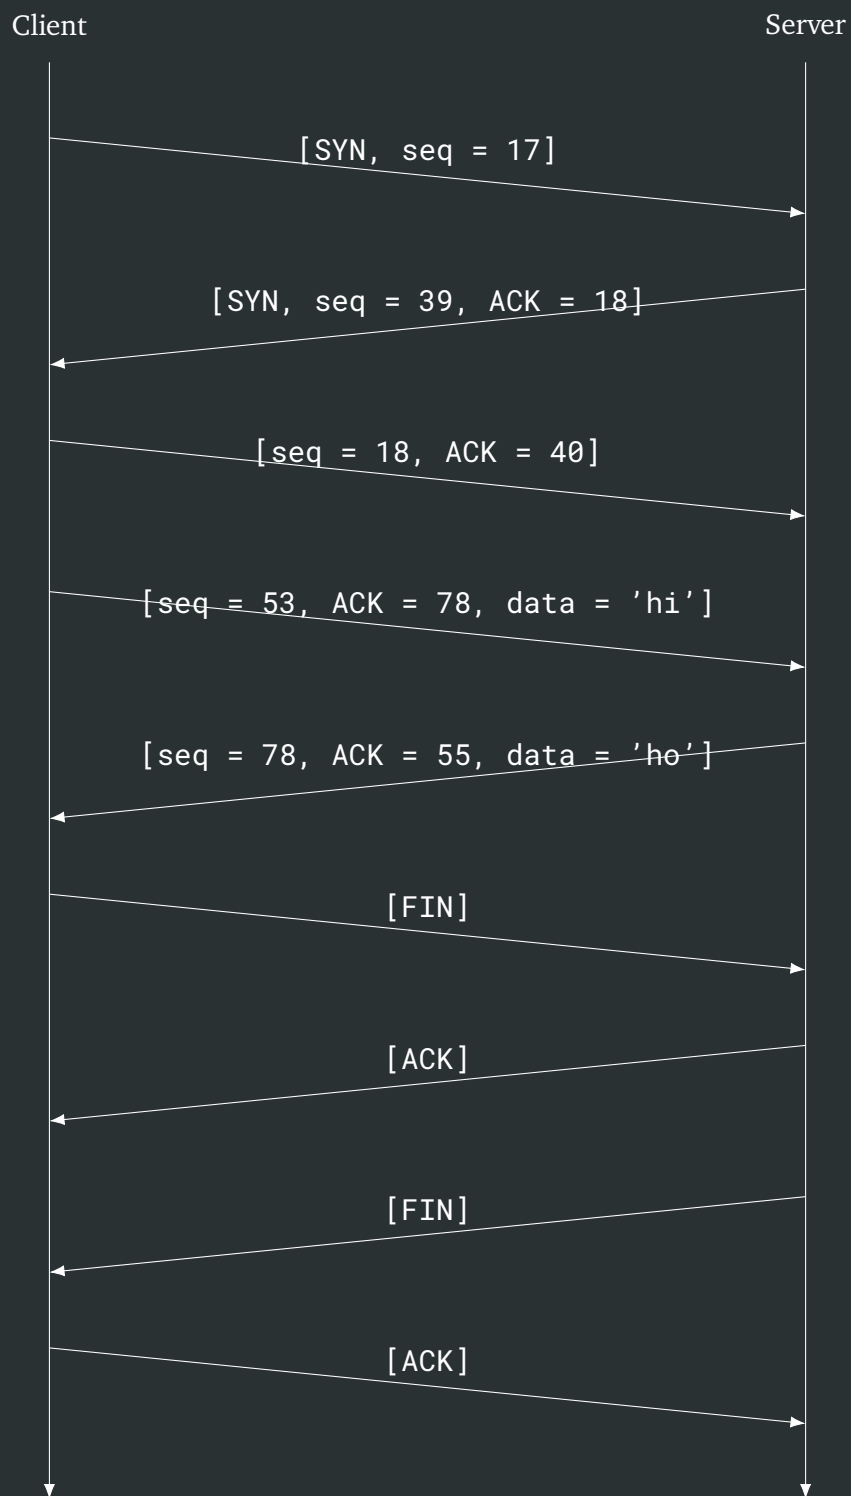 Client Server
[SYN, seq = 17]
[SYN, seq = 39, ACK = 18]
[seq = 18, ACK = 40]
[seq = 53, ACK = 78, data = ’hi’]
[seq = 78, ACK = 55, data = ’ho’]
[FIN]
[ACK]
[FIN]
[ACK]